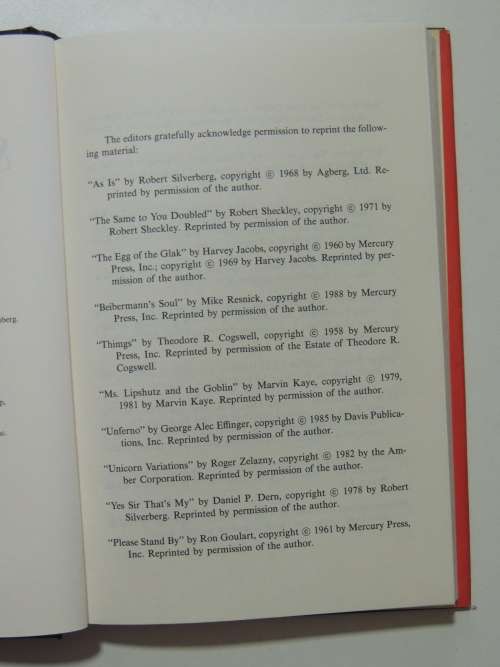 The editors gratefully acknowledge permission to reprint the follow-
ing material:
“As Is” by Robert Silverberg, copyright © 1968 by Agberg, Ltd. Re-
printed by permission of the author.
“The Same to You Doubled” by Robert Sheckley, copyright © 1971 by
Robert Sheckley. Reprinted by permission of the author.
“The Egg of the Glak” by Harvey Jacobs, copyright © 1960 by Mercury
Press, Inc.; copyright © 1969 by Harvey Jacobs. Reprinted by per-
mission of the author.
“Beibermann's Soul” by Mike Resnick, copyright © 1988 by Mercury
Press, Inc. Reprinted by permission of the author.
“Thimgs” by Theodore R. Cogswell, copyright © 1958 by Mercury
Press, Inc. Reprinted by permission of the Estate of Theodore R.
Cogswell.
“Ms. Lipshutz and the Goblin” by Marvin Kaye, copyright © 1979,
1981 by Marvin Kaye. Reprinted by permission of the author.
“Unferno” by George Alec Effinger, copyright © 1985 by Davis Publica-
tions, Inc. Reprinted by permission of the author.
“Unicorn Variations” by Roger Zelazny, copyright © 1982 by the Am-
ber Corporation. Reprinted by permission of the author.
“Yes Sir That's My” by Daniel P. Dern, copyright © 1978 by Robert
Silverberg. Reprinted by permission of the author.
“Please Stand By” by Ron Goulart, copyright © 1961 by Mercury Press,
Inc. Reprinted by permission of the author.